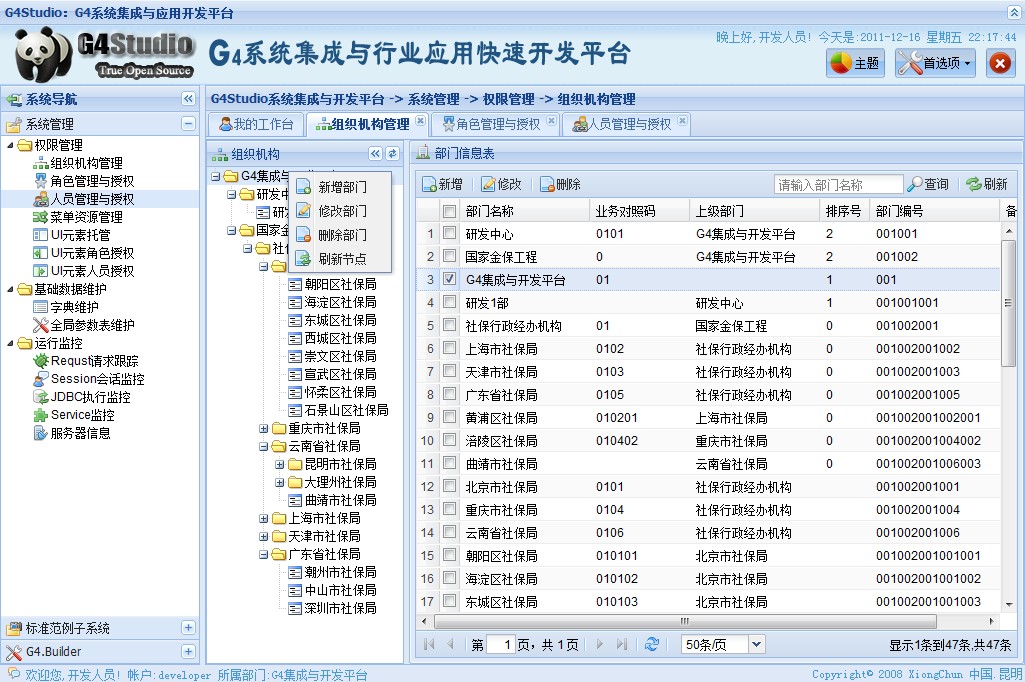 G4Studio：G4系统集成与应用开发平台
G4Studio
True Open Source
G4系统集成与行业应用快速开发平台
晚上好,开发人员! 今天是:2011-12-16 星期五 22:17:44
主题 首选项
系统导航
系统管理
权限管理
组织机构管理
角色管理与授权
人员管理与授权
菜单资源管理
UI元素托管
UI元素角色授权
UI元素人员授权
基础数据维护
字典维护
全局参数表维护
运行监控
Requst请求跟踪
Session会话监控
JDBC执行监控
Service监控
服务器信息
标准范例子系统
G4.Builder
G4Studio系统集成与开发平台 -> 系统管理 -> 权限管理 -> 组织机构管理
我的工作台 组织机构管理 角色管理与授权 人员管理与授权
组织机构
G4集成与
研发中
研
国家金
社
朝阳区社保局
海淀区社保局
东城区社保局
西城区社保局
崇文区社保局
宣武区社保局
怀柔区社保局
石景山区社保局
重庆市社保局
云南省社保局
昆明市社保局
大理州社保局
曲靖市社保局
上海市社保局
天津市社保局
广东省社保局
潮州市社保局
中山市社保局
深圳市社保局
新增部门
修改部门
删除部门
刷新节点
部门信息表
新增 修改 删除 请输入部门名称 查询 刷新
部门名称 业务对照码 上级部门 排序号 部门编号 备
1 研发中心 0101 G4集成与开发平台 2 001001
2 国家金保工程 0 G4集成与开发平台 2 001002
3 G4集成与开发平台 01 1 001
4 研发1部 研发中心 1 001001001
5 社保行政经办机构 01 国家金保工程 0 001002001
6 上海市社保局 0102 社保行政经办机构 0 001002001002
7 天津市社保局 0103 社保行政经办机构 0 001002001003
8 广东省社保局 0105 社保行政经办机构 0 001002001005
9 黄浦区社保局 010201 上海市社保局 0 001002001002001
10 涪陵区社保局 010402 重庆市社保局 0 001002001004002
11 曲靖市社保局 云南省社保局 0 001002001006003
12 北京市社保局 0101 社保行政经办机构 001002001001
13 重庆市社保局 0104 社保行政经办机构 001002001004
14 云南省社保局 0106 社保行政经办机构 001002001006
15 朝阳区社保局 010101 北京市社保局 001002001001001
16 海淀区社保局 010102 北京市社保局 001002001001002
17 东城区社保局 010103 北京市社保局 001002001001003
第 1 页, 共 1 页 50条/页 显示1条到47条,共47条
欢迎您,开发人员! 帐户:developer 所属部门:G4集成与开发平台
Copyright© 2008 XiongChun 中国.昆明